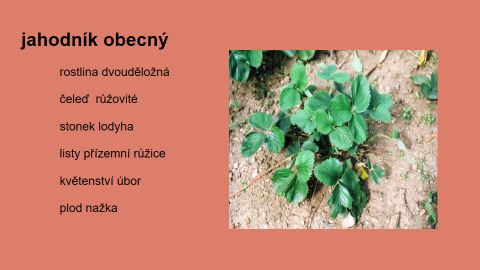 jahodník obecný
rostlina dvouděložná
čeleď  růžovité
stonek lodyha
listy přízemní růžice
květenství úbor
plod nažka